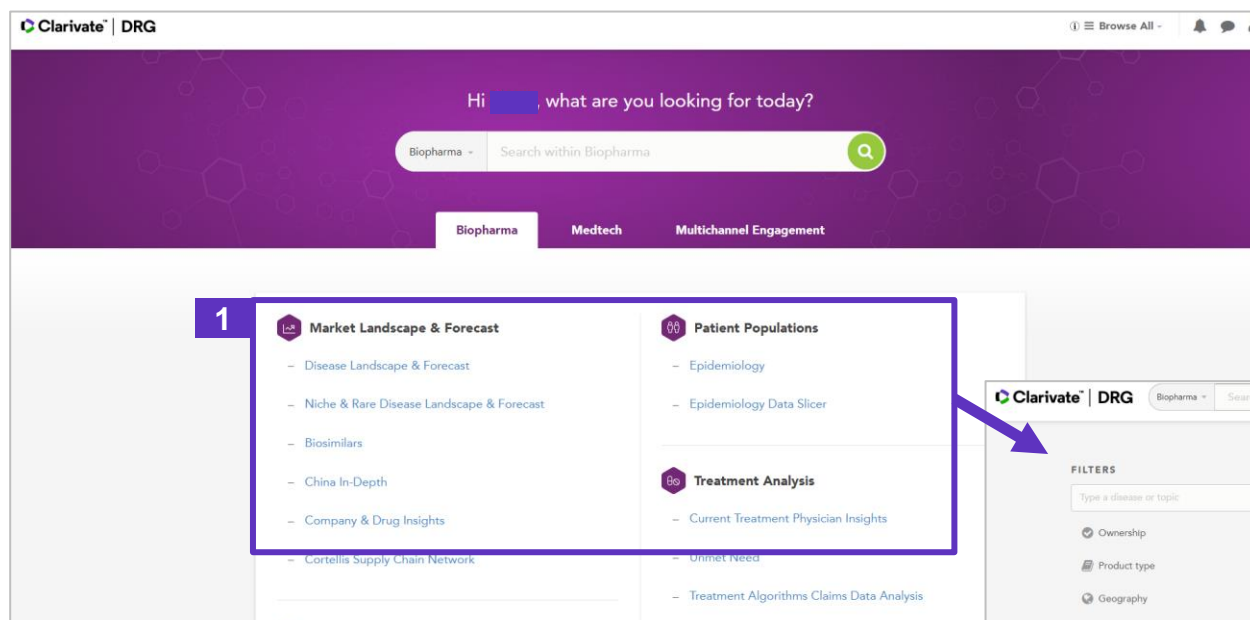 Clarivate™ | DRG
Browse All
Hi , what are you looking for today?
Biopharma
Search within Biopharma
Biopharma
Medtech
Multichannel Engagement
1
Market Landscape & Forecast
– Disease Landscape & Forecast
– Niche & Rare Disease Landscape & Forecast
– Biosimilars
– China In-Depth
– Company & Drug Insights
– Cortellis Supply Chain Network
Patient Populations
– Epidemiology
– Epidemiology Data Slicer
Treatment Analysis
– Current Treatment Physician Insights
– Unmet Need
– Treatment Algorithms Claims Data Analysis
Clarivate™ | DRG
Biopharma
FILTERS
Type a disease or topic
Ownership
Product type
Geography